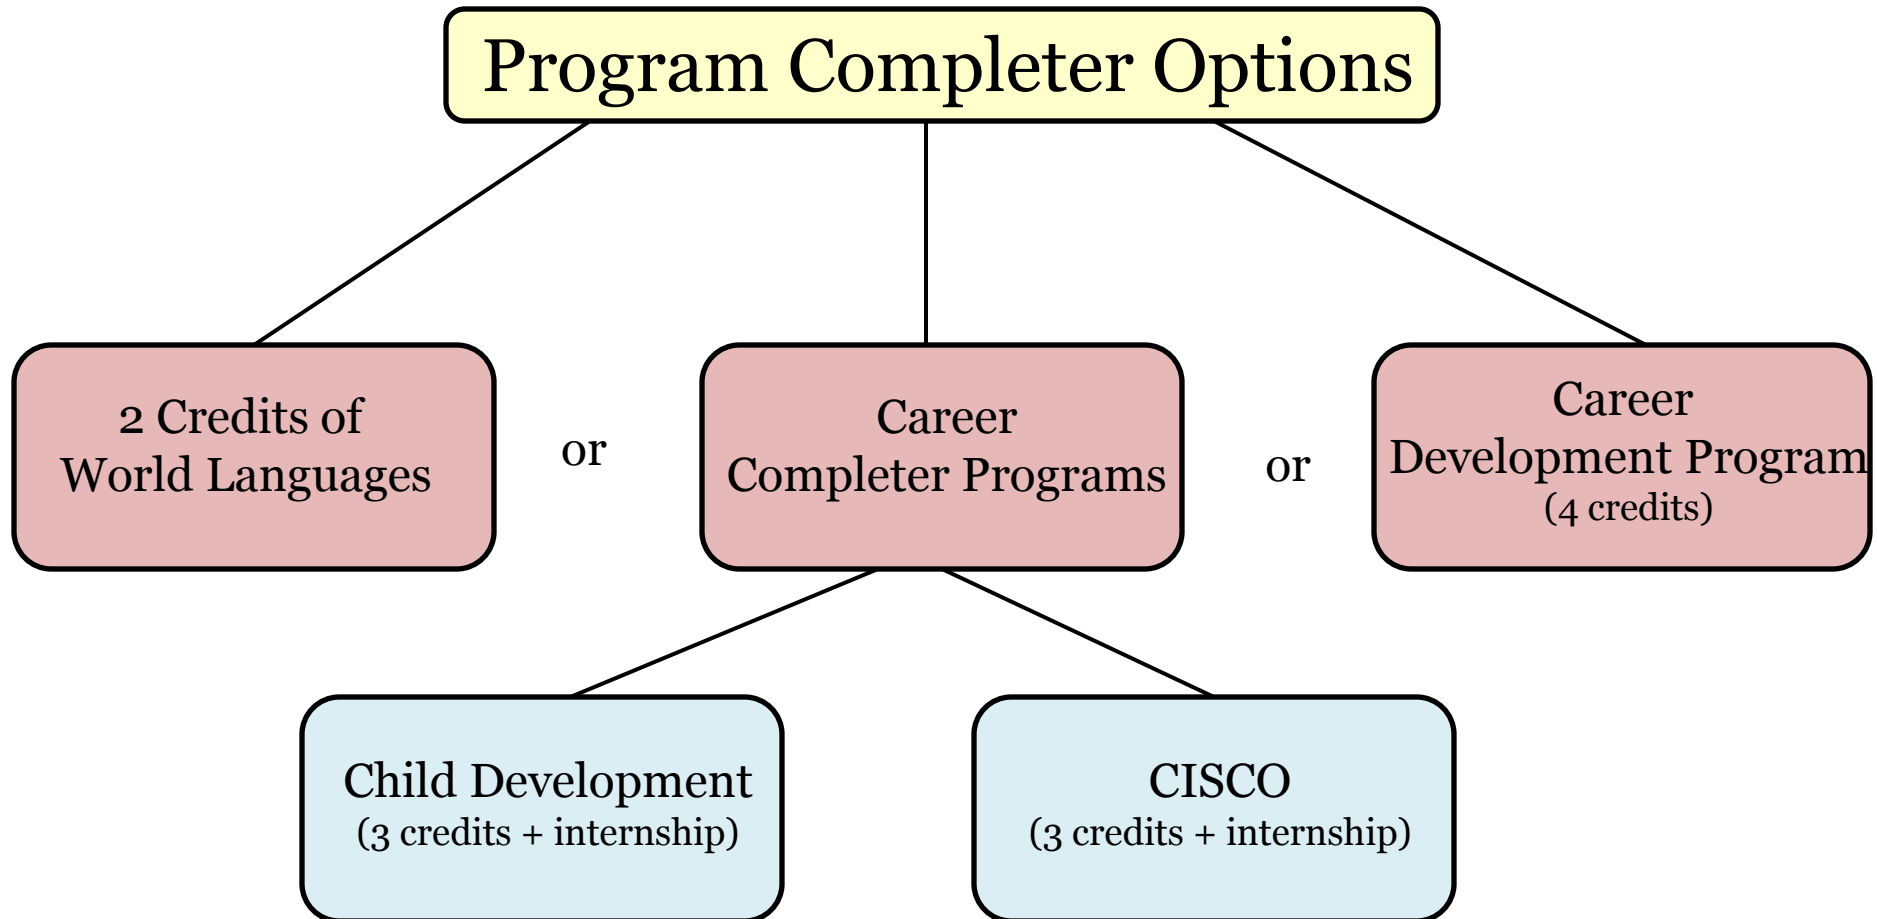 Program Completer Options
2 Credits of
World Languages
or
Career
Completer Programs
or
Career
Development Program
(4 credits)
Child Development
(3 credits + internship)
CISCO
(3 credits + internship)